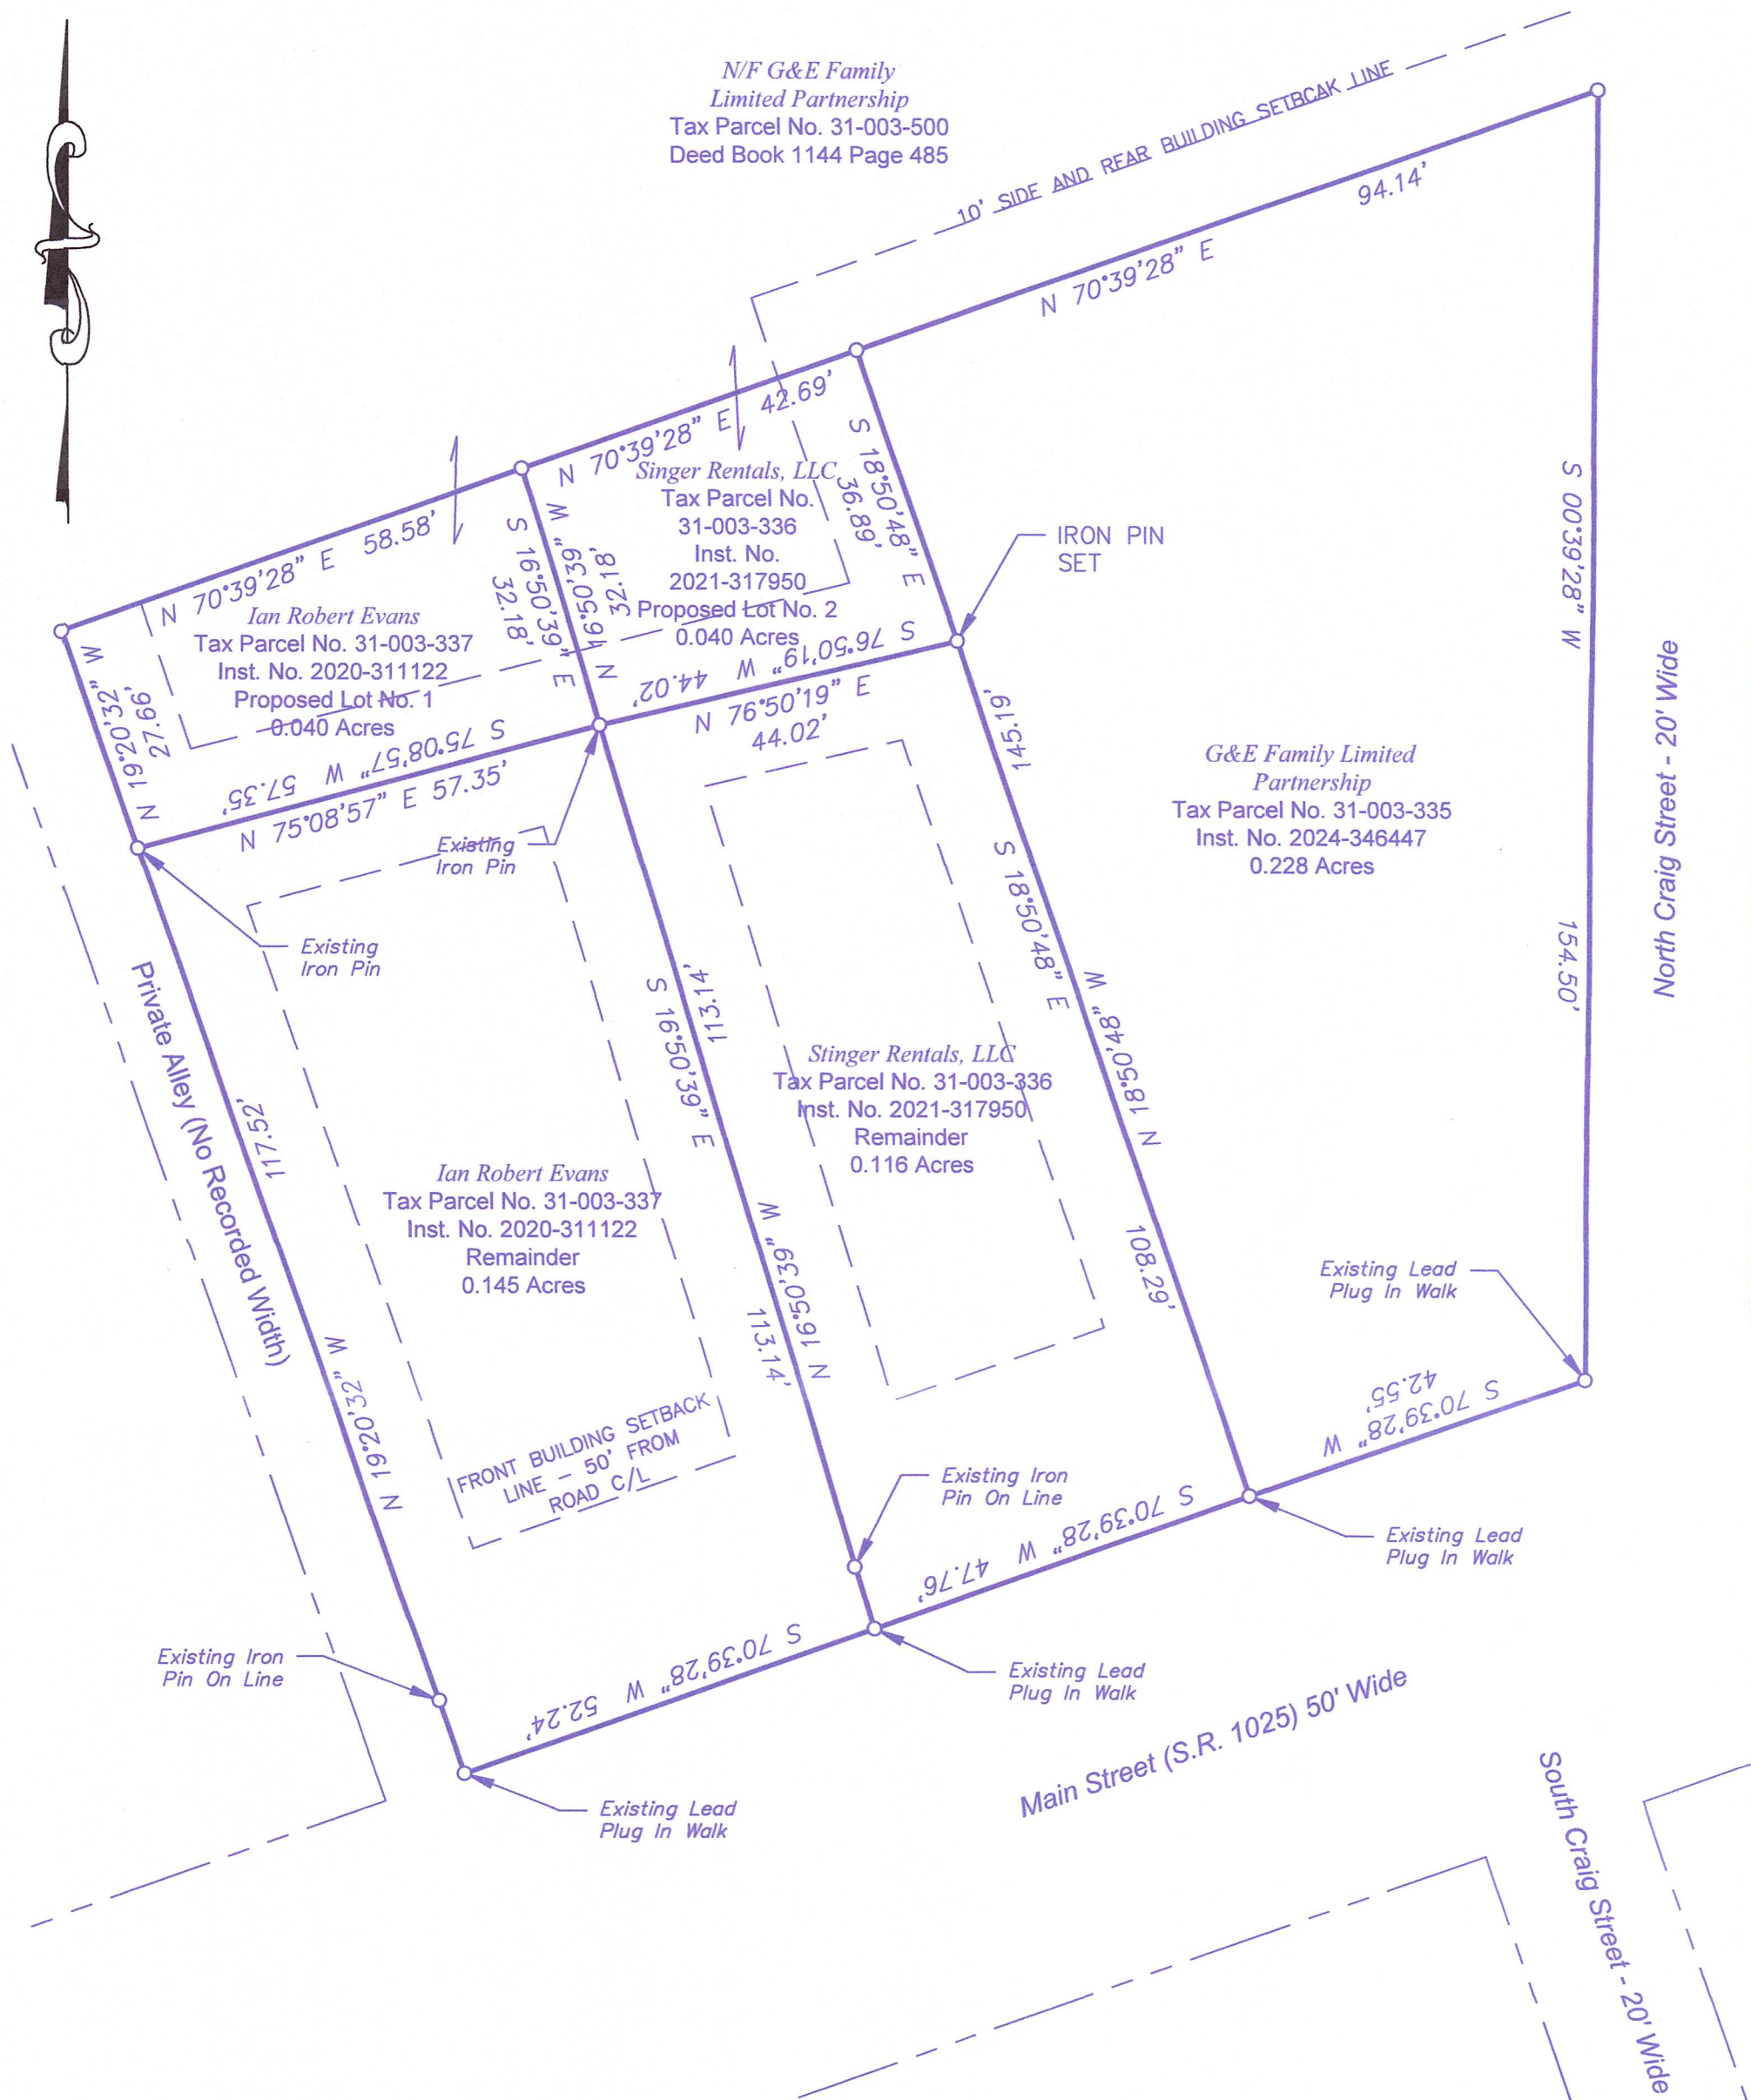 N/F G&E Family
Limited Partnership
Tax Parcel No. 31-003-500
Deed Book 1144 Page 485
10' SIDE AND REAR BUILDING SETBCAK LINE
94.14'
N 70°39'28" E
N 70°39'28" E 42.69'
N 70°39'28" E 58.58'
S 18°50'48" E
36.89'
Singer Rentals, LLC
Tax Parcel No.
31-003-336
Inst. No.
2021-317950
Proposed Lot No. 2
0.040 Acres
N 16°50'39" W
32.18'
S 16°50'39" E
32.18'
IRON PIN
SET
Ian Robert Evans
Tax Parcel No. 31-003-337
Inst. No. 2020-311122
Proposed Lot No. 1
0.040 Acres
N 19°20'32" W
27.66'
S 76°50'19" W 44.02'
N 76°50'19" E
44.02'
S 75°08'57" W 57.35'
N 75°08'57" E 57.35'
S 00°39'28" W
154.50'
North Craig Street - 20' Wide
145.19'
S 18°50'48" E
G&E Family Limited
Partnership
Tax Parcel No. 31-003-335
Inst. No. 2024-346447
0.228 Acres
Existing
Iron Pin
Existing
Iron Pin
Private Alley (No Recorded Width)
117.52'
N 19°20'32" W
113.14'
S 16°50'39" E
N 18°50'48" W
108.29'
Stinger Rentals, LLC
Tax Parcel No. 31-003-336
Inst. No. 2021-317950
Remainder
0.116 Acres
Ian Robert Evans
Tax Parcel No. 31-003-337
Inst. No. 2020-311122
Remainder
0.145 Acres
N 16°50'39" W
113.14'
Existing Lead
Plug In Walk
S 70°39'28" W
42.55'
FRONT BUILDING SETBACK
LINE - 50' FROM
ROAD C/L
Existing Iron
Pin On Line
S 70°39'28" W 47.76'
Existing Lead
Plug In Walk
Existing Iron
Pin On Line
S 70°39'28" W 52.24'
Existing Lead
Plug In Walk
Main Street (S.R. 1025) 50' Wide
Existing Lead
Plug In Walk
South Craig Street - 20' Wide